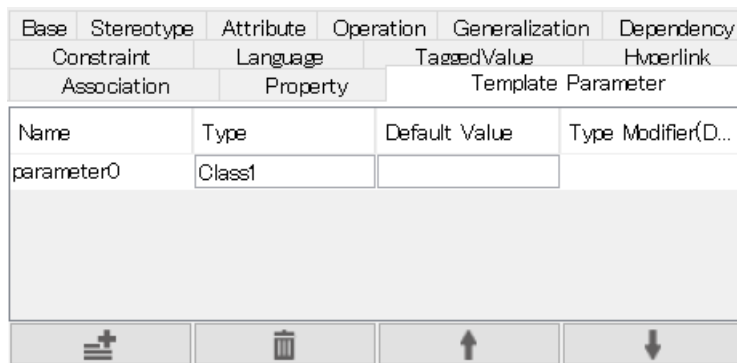 Base Stereotype Attribute Operation Generalization Dependency
Constraint Language TaggedValue Hyperlink
Association Property Template Parameter
Name Type Default Value Type Modifier(D...
parameter0 Class1